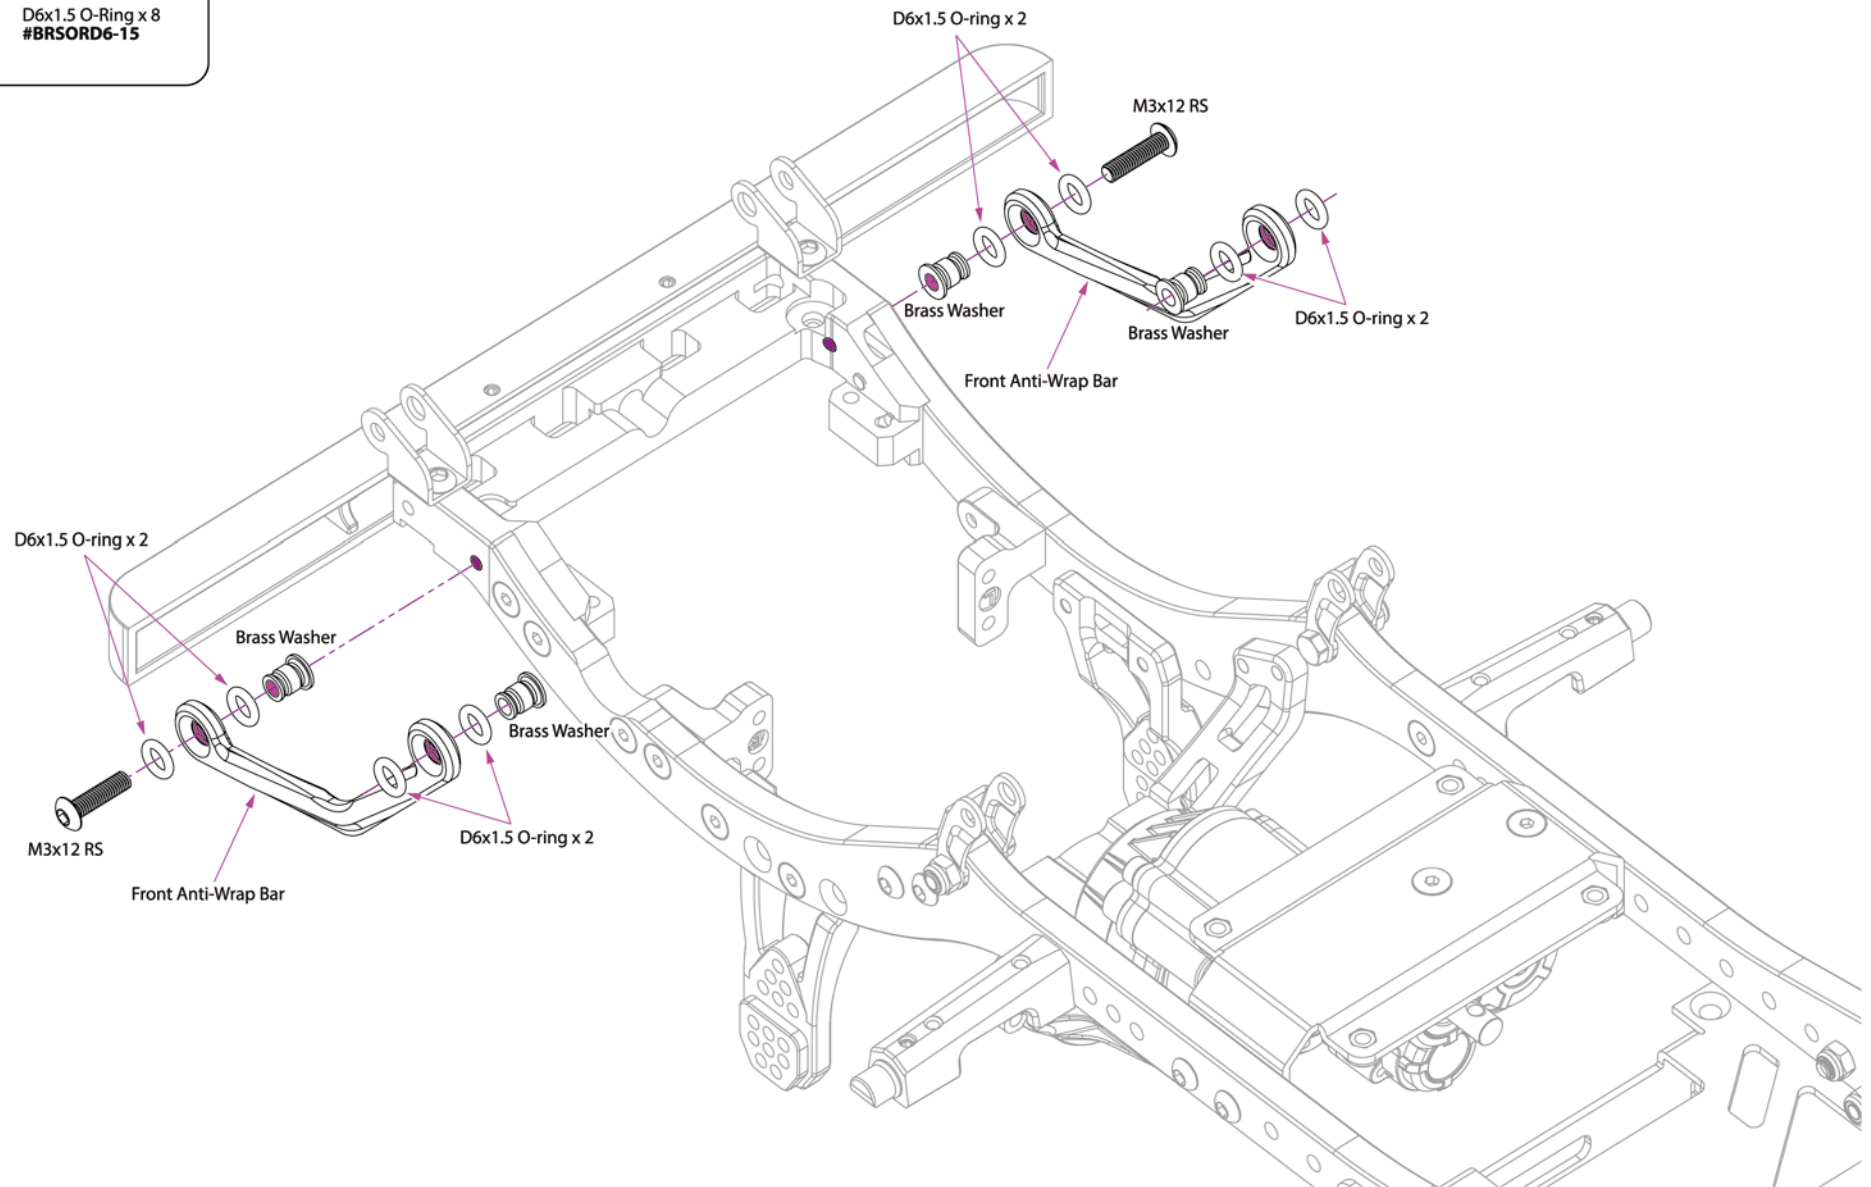 D6x1.5 O-Ring x 8
#BRSORD6-15
D6x1.5 O-ring x 2
M3x12 RS
Brass Washer
Brass Washer
D6x1.5 O-ring x 2
Front Anti-Wrap Bar
D6x1.5 O-ring x 2
Brass Washer
Brass Washer
D6x1.5 O-ring x 2
M3x12 RS
Front Anti-Wrap Bar